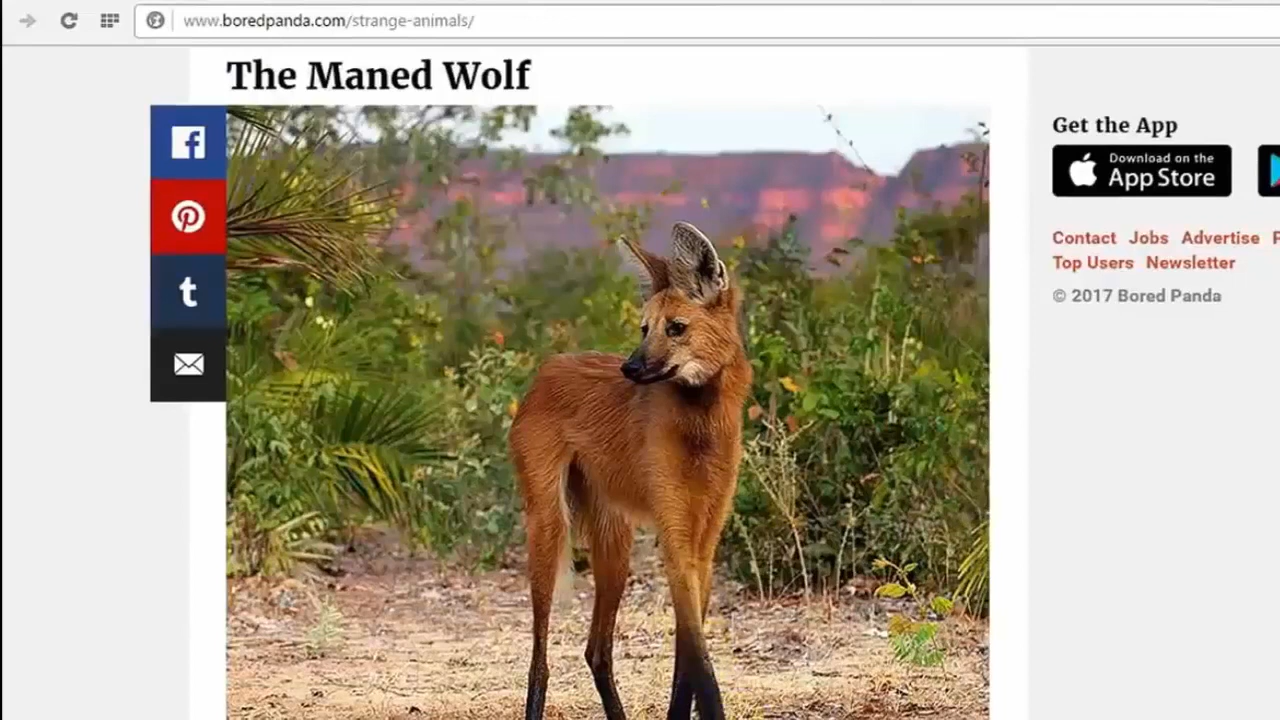 www.boredpanda.com/strange-animals/
The Maned Wolf
Get the App
Download on the
App Store
Contact Jobs Advertise
Top Users Newsletter
© 2017 Bored Panda